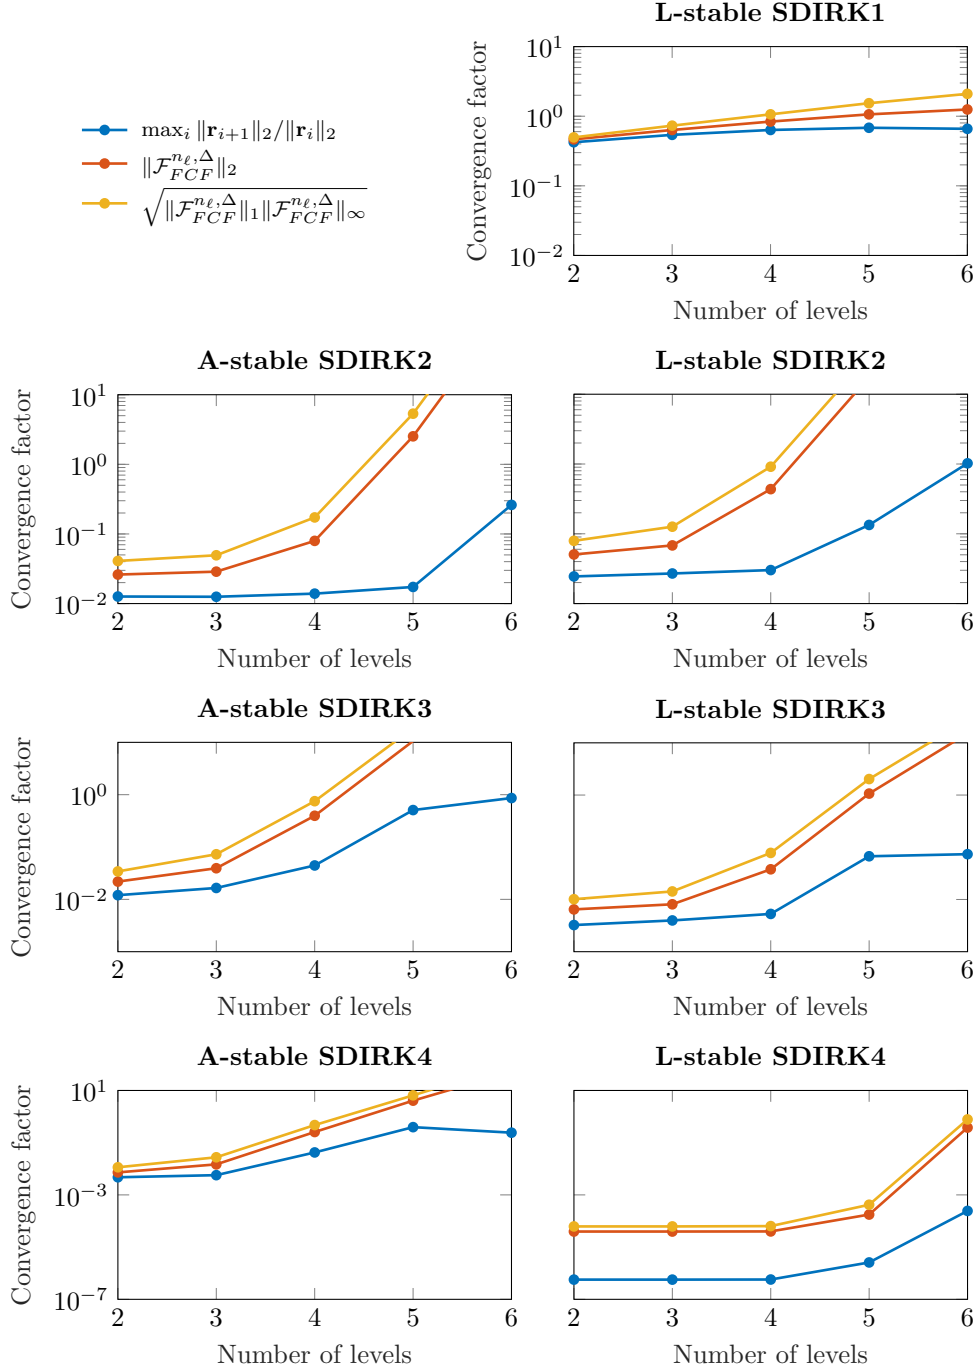 L-stable SDIRK1
max_i ‖r_{i+1}‖_2/‖r_i‖_2
‖F_{FCF}^{n_ℓ,Δ}‖_2
√‖F_{FCF}^{n_ℓ,Δ}‖_1‖F_{FCF}^{n_ℓ,Δ}‖_∞
Convergence factor
10^1
10^0
10^−1
10^−2
2 3 4 5 6
Number of levels
A-stable SDIRK2
Convergence factor
10^1
10^0
10^−1
10^−2
2 3 4 5 6
Number of levels
L-stable SDIRK2
2 3 4 5 6
Number of levels
A-stable SDIRK3
Convergence factor
10^0
10^−2
2 3 4 5 6
Number of levels
L-stable SDIRK3
2 3 4 5 6
Number of levels
A-stable SDIRK4
Convergence factor
10^1
10^−3
10^−7
2 3 4 5 6
Number of levels
L-stable SDIRK4
2 3 4 5 6
Number of levels